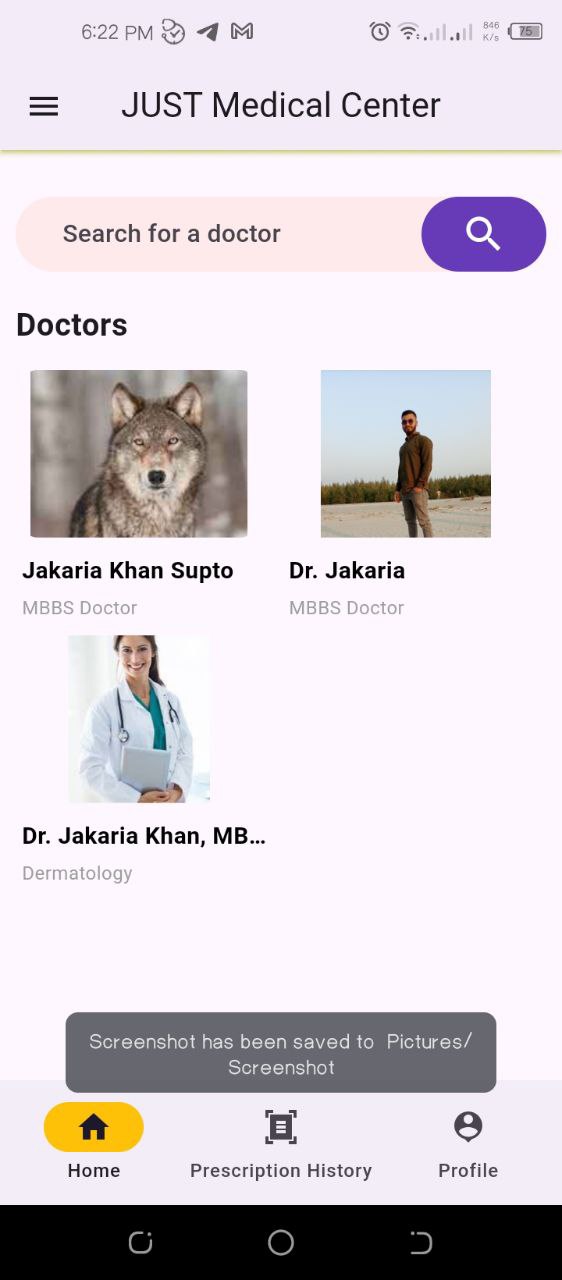 6:22 PM
846
K/s
75
JUST Medical Center
Search for a doctor
Doctors
Jakaria Khan Supto
Dr. Jakaria
MBBS Doctor
MBBS Doctor
Dr. Jakaria Khan, MB...
Dermatology
Screenshot has been saved to Pictures/
Screenshot
Home
Prescription History
Profile